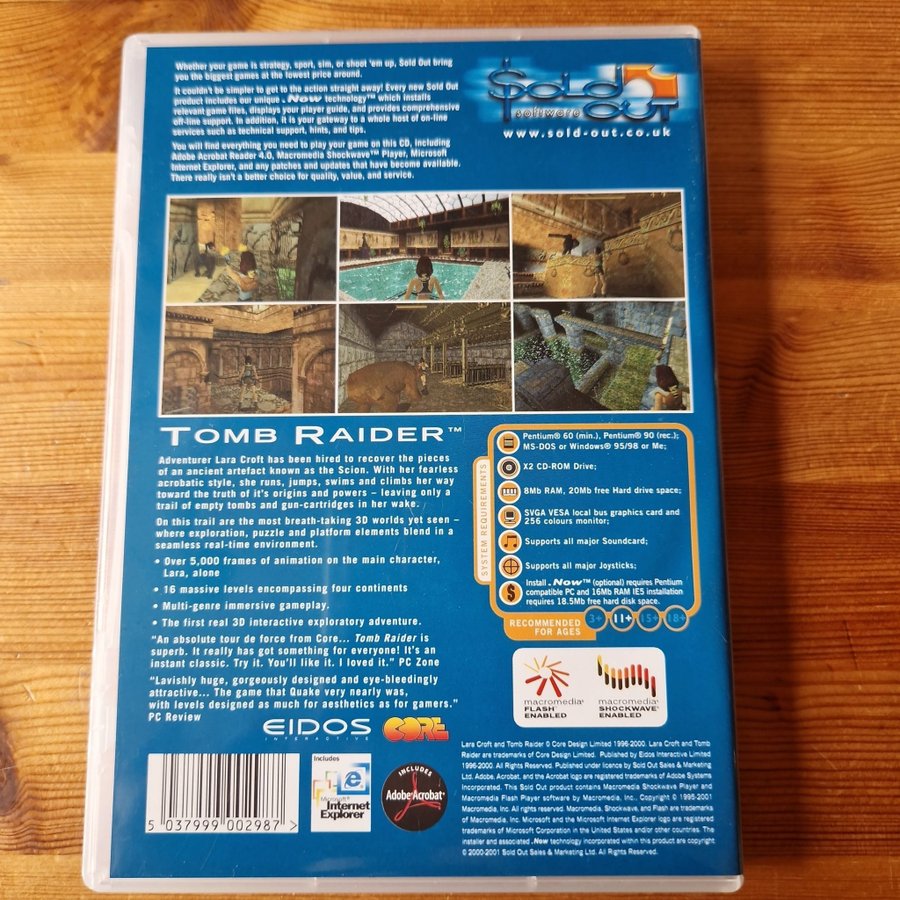 Whether your game is strategy, sport, sim, or shoot 'em up, Sold Out bring
you the biggest games at the lowest price around.
It couldn't be simpler to get to the action straight away! Every new Sold Out
product includes our unique .Now technology™ which installs
relevant game files, displays your player guide, and provides comprehensive
off-line support. In addition, it is your gateway to a whole host of on-line
services such as technical support, hints, and tips.
You will find everything you need to play your game on this CD, including
Adobe Acrobat Reader 4.0, Macromedia Shockwave™ Player, Microsoft
Internet Explorer, and any patches and updates that have become available.
There really isn't a better choice for quality, value, and service.
$old Out
software
www.sold-out.co.uk
TOMB RAIDER™
Adventurer Lara Croft has been hired to recover the pieces
of an ancient artefact known as the Scion. With her fearless
acrobatic style, she runs, jumps, swims and climbs her way
toward the truth of it's origins and powers – leaving only a
trail of empty tombs and gun-cartridges in her wake.
On this trail are the most breath-taking 3D worlds yet seen –
where exploration, puzzle and platform elements blend in a
seamless real-time environment.
• Over 5,000 frames of animation on the main character,
Lara, alone
• 16 massive levels encompassing four continents
• Multi-genre immersive gameplay.
• The first real 3D interactive exploratory adventure.
"An absolute tour de force from Core... Tomb Raider is
superb. It really has got something for everyone! It's an
instant classic. Try it. You'll like it. I loved it." PC Zone
"Lavishly huge, gorgeously designed and eye-bleedingly
attractive... The game that Quake very nearly was,
with levels designed as much for aesthetics as for gamers."
PC Review
EIDOS
INTERACTIVE
CORE
SYSTEM REQUIREMENTS
Pentium® 60 (min.), Pentium® 90 (rec.);
MS-DOS or Windows® 95/98 or Me;
X2 CD-ROM Drive;
8Mb RAM, 20Mb free Hard drive space;
SVGA VESA local bus graphics card and
256 colours monitor;
Supports all major Soundcard;
Supports all major Joysticks;
$
Install .Now™ (optional) requires Pentium
compatible PC and 16Mb RAM IE5 installation
requires 18.5Mb free hard disk space.
RECOMMENDED
FOR AGES
3+ 11+ 15+ 18+
macromedia®
FLASH™
ENABLED
macromedia®
SHOCKWAVE™
ENABLED
5 037999 002987 >
Includes
Microsoft®
Internet
Explorer
INCLUDES
Adobe® Acrobat®
Lara Croft and Tomb Raider © Core Design Limited 1996-2000. Lara Croft and Tomb
Raider are trademarks of Core Design Limited. Published by Eidos Interactive Limited
1996-2000. All Rights Reserved. Published under licence by Sold Out Sales & Marketing
Ltd. Adobe, Acrobat, and the Acrobat logo are registered trademarks of Adobe Systems
Incorporated. This Sold Out product contains Macromedia Shockwave Player and
Macromedia Flash Player software by Macromedia, Inc., Copyright © 1995-2001
Macromedia, Inc. All rights reserved. Macromedia, Shockwave, and Flash are trademarks
of Macromedia, Inc. Microsoft and the Microsoft Internet Explorer logo are registered
trademarks of Microsoft Corporation in the United States and/or other countries. The
installer and associated .Now technology incorporated within this product are copyright
© 2000-2001 Sold Out Sales & Marketing Ltd. All Rights Reserved.